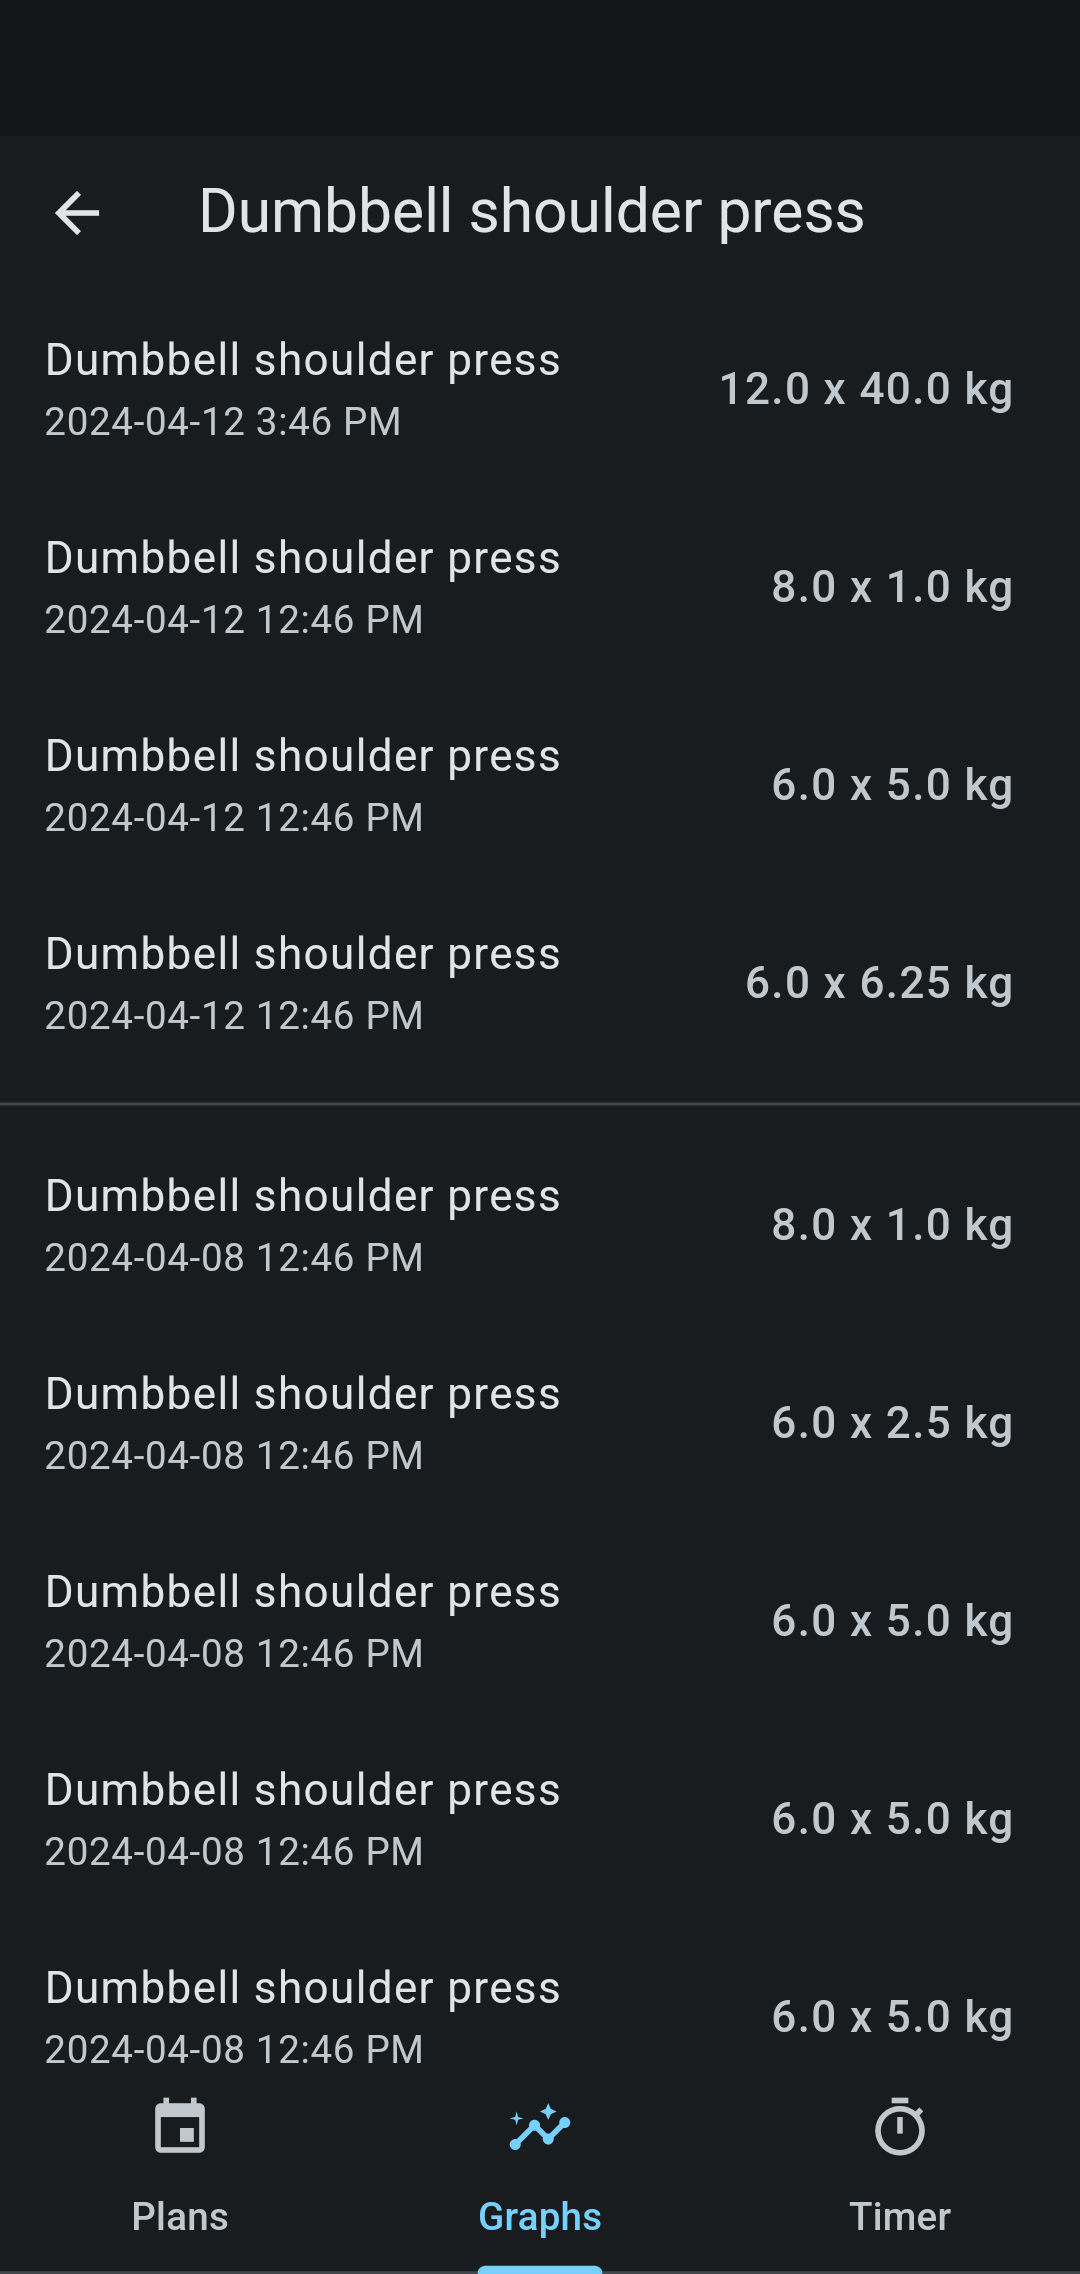 Dumbbell shoulder press
Dumbbell shoulder press
2024-04-12 3:46 PM
12.0 x 40.0 kg
Dumbbell shoulder press
2024-04-12 12:46 PM
8.0 x 1.0 kg
Dumbbell shoulder press
2024-04-12 12:46 PM
6.0 x 5.0 kg
Dumbbell shoulder press
2024-04-12 12:46 PM
6.0 x 6.25 kg
Dumbbell shoulder press
2024-04-08 12:46 PM
8.0 x 1.0 kg
Dumbbell shoulder press
2024-04-08 12:46 PM
6.0 x 2.5 kg
Dumbbell shoulder press
2024-04-08 12:46 PM
6.0 x 5.0 kg
Dumbbell shoulder press
2024-04-08 12:46 PM
6.0 x 5.0 kg
Dumbbell shoulder press
2024-04-08 12:46 PM
6.0 x 5.0 kg
Plans
Graphs
Timer